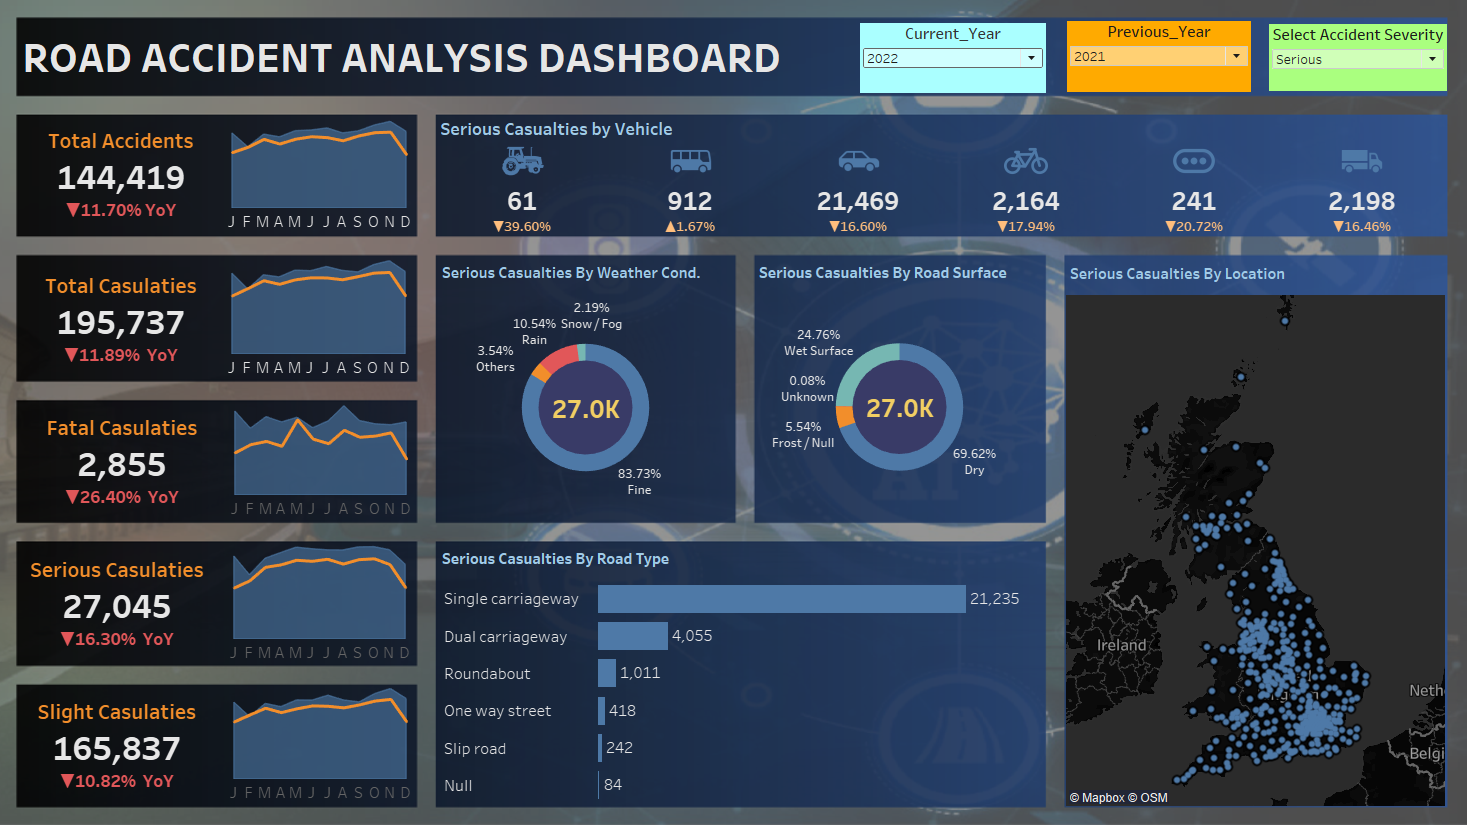 ROAD ACCIDENT ANALYSIS DASHBOARD
Current_Year
2022
Previous_Year
2021
Select Accident Severity
Serious
Total Accidents
144,419
▼11.70% YoY
J F M A M J J A S O N D
Total Casulaties
195,737
▼11.89% YoY
J F M A M J J A S O N D
Fatal Casulaties
2,855
▼26.40% YoY
J F M A M J J A S O N D
Serious Casulaties
27,045
▼16.30% YoY
J F M A M J J A S O N D
Slight Casulaties
165,837
▼10.82% YoY
J F M A M J J A S O N D
Serious Casualties by Vehicle
61
▼39.60%
912
▲1.67%
21,469
▼16.60%
2,164
▼17.94%
241
▼20.72%
2,198
▼16.46%
Serious Casualties By Weather Cond.
2.19%
Snow / Fog
10.54%
Rain
3.54%
Others
27.0K
83.73%
Fine
Serious Casualties By Road Surface
24.76%
Wet Surface
0.08%
Unknown
5.54%
Frost / Null
27.0K
69.62%
Dry
Serious Casualties By Road Type
Single carriageway 21,235
Dual carriageway 4,055
Roundabout 1,011
One way street 418
Slip road 242
Null 84
Serious Casualties By Location
Ireland
Neth
Belgi
© Mapbox © OSM